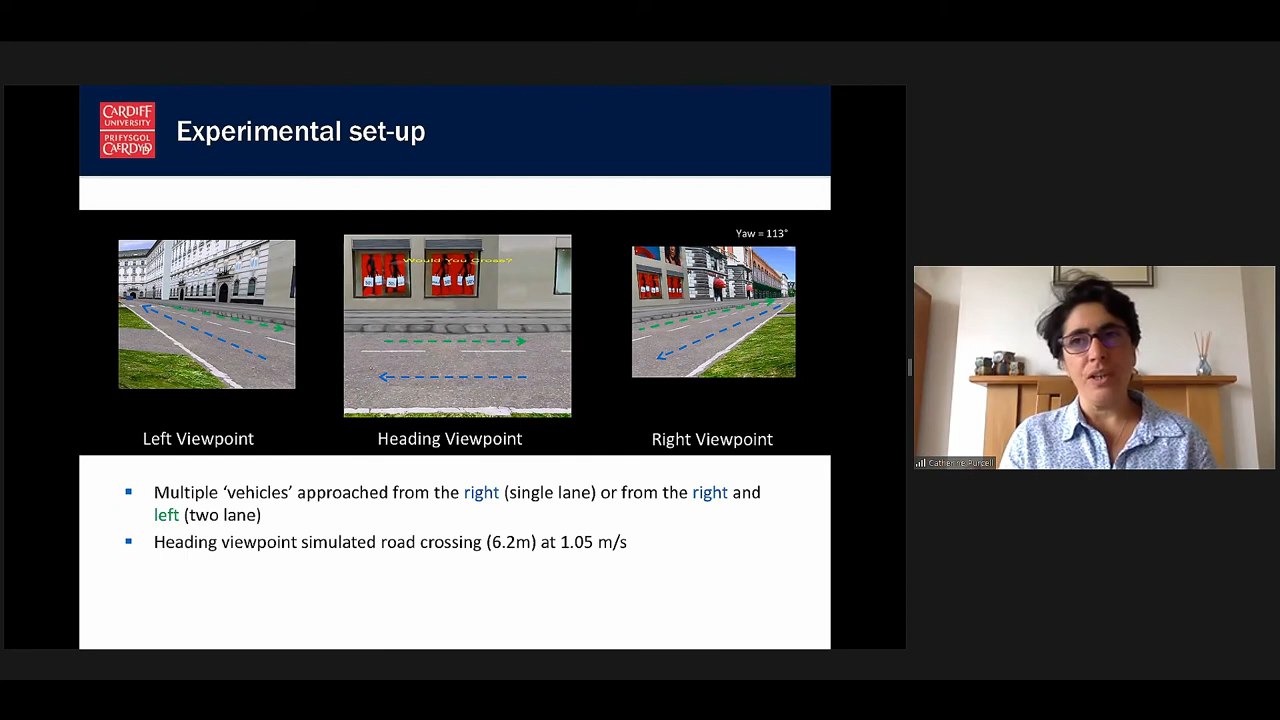 CARDIFF
UNIVERSITY
PRIFYSGOL
CAERDYDD
Experimental set-up
Yaw = 113°
Would You Cross?
Left Viewpoint
Heading Viewpoint
Right Viewpoint
Multiple ‘vehicles’ approached from the right (single lane) or from the right and
left (two lane)
Heading viewpoint simulated road crossing (6.2m) at 1.05 m/s
Catherine Purcell